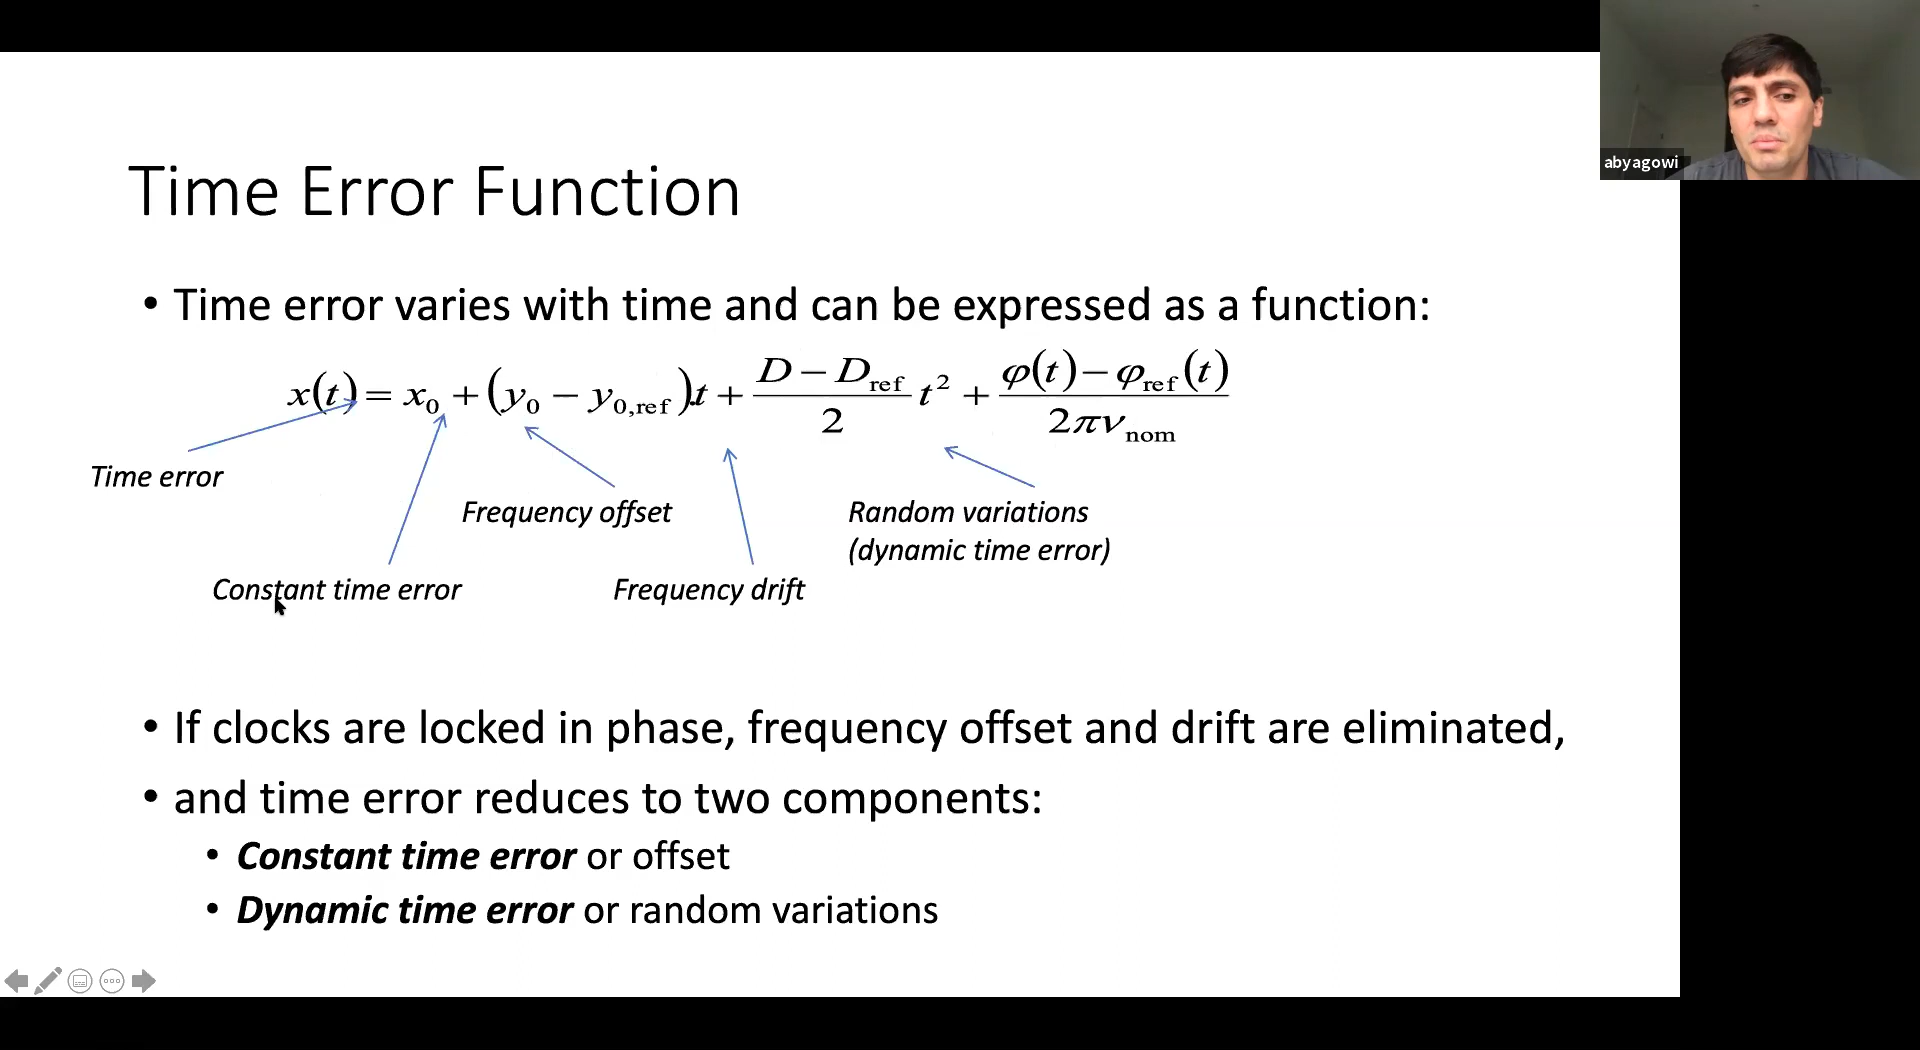 abyagowi
Time Error Function
• Time error varies with time and can be expressed as a function:
x(t) = x₀ + (y₀ − y₀,ref)t + (D − Dref)/2 t² + (φ(t) − φref(t))/(2πνnom)
Time error
Frequency offset
Random variations
(dynamic time error)
Constant time error
Frequency drift
• If clocks are locked in phase, frequency offset and drift are eliminated,
• and time error reduces to two components:
• Constant time error or offset
• Dynamic time error or random variations